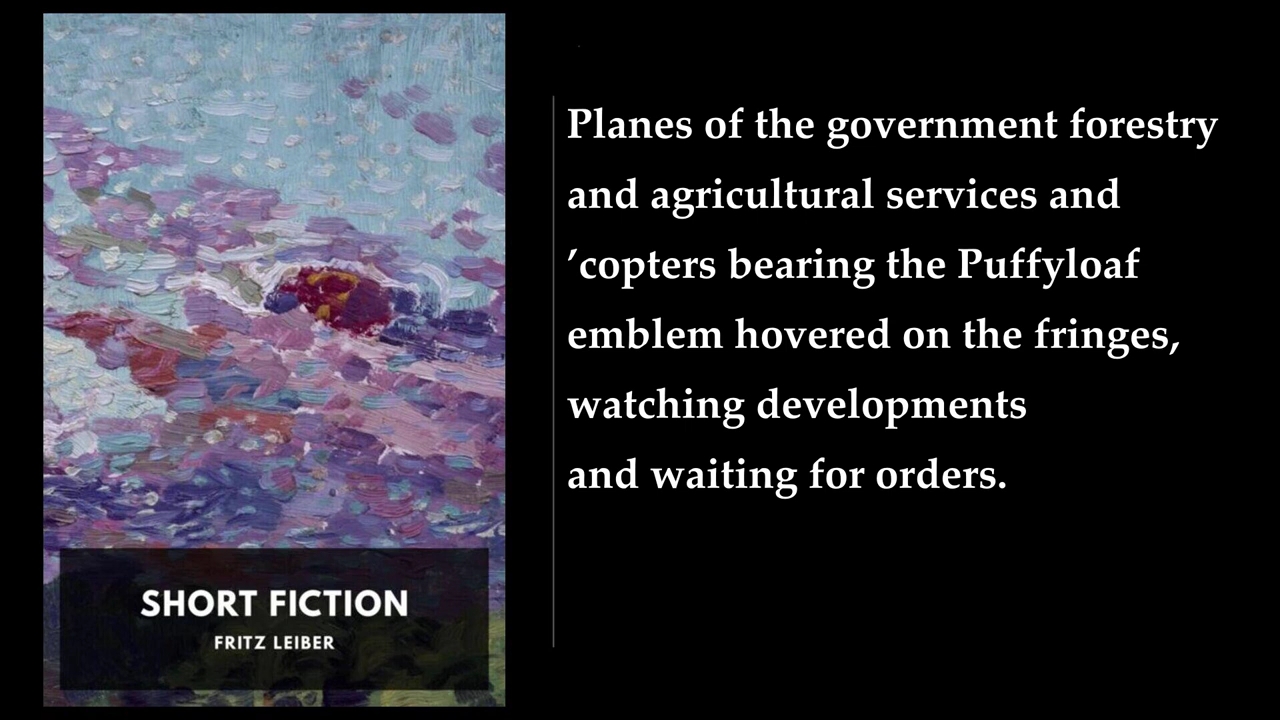 Planes of the government forestry
and agricultural services and
’copters bearing the Puffyloaf
emblem hovered on the fringes,
watching developments
and waiting for orders.
SHORT FICTION
FRITZ LEIBER